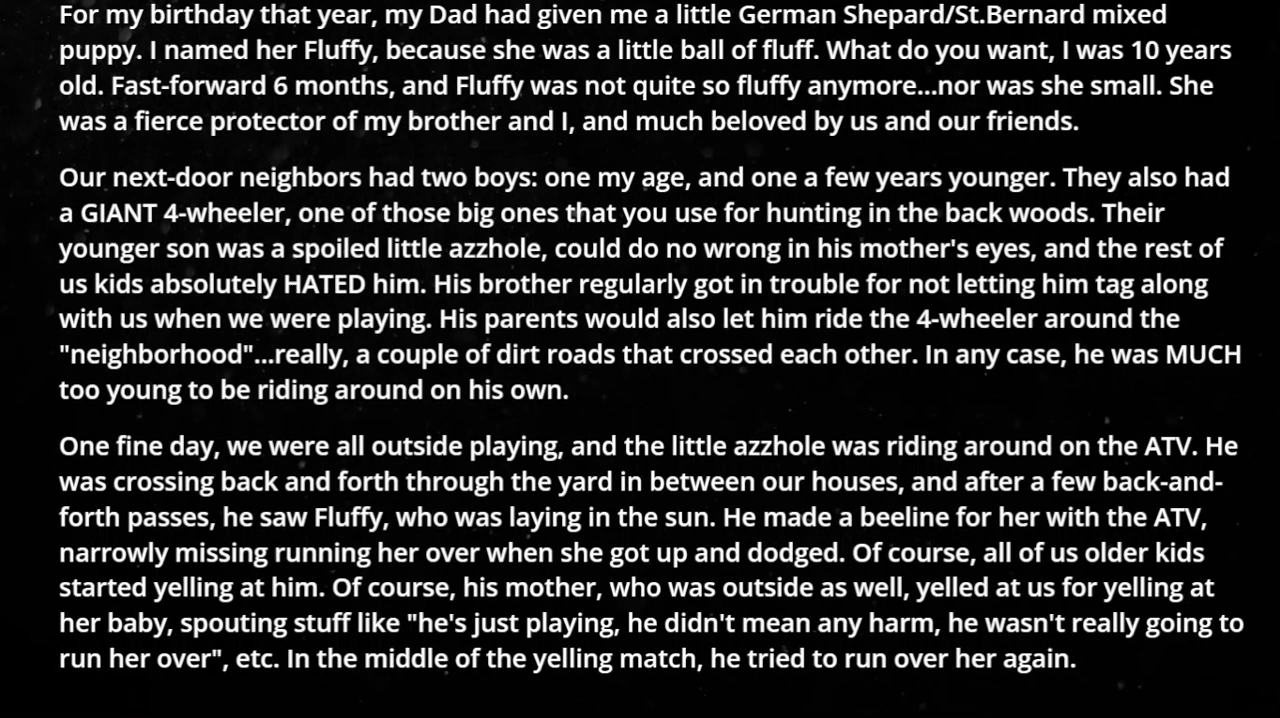 For my birthday that year, my Dad had given me a little German Shepard/St.Bernard mixed
puppy. I named her Fluffy, because she was a little ball of fluff. What do you want, I was 10 years
old. Fast-forward 6 months, and Fluffy was not quite so fluffy anymore...nor was she small. She
was a fierce protector of my brother and I, and much beloved by us and our friends.
Our next-door neighbors had two boys: one my age, and one a few years younger. They also had
a GIANT 4-wheeler, one of those big ones that you use for hunting in the back woods. Their
younger son was a spoiled little azzhole, could do no wrong in his mother's eyes, and the rest of
us kids absolutely HATED him. His brother regularly got in trouble for not letting him tag along
with us when we were playing. His parents would also let him ride the 4-wheeler around the
"neighborhood"...really, a couple of dirt roads that crossed each other. In any case, he was MUCH
too young to be riding around on his own.
One fine day, we were all outside playing, and the little azzhole was riding around on the ATV. He
was crossing back and forth through the yard in between our houses, and after a few back-and-
forth passes, he saw Fluffy, who was laying in the sun. He made a beeline for her with the ATV,
narrowly missing running her over when she got up and dodged. Of course, all of us older kids
started yelling at him. Of course, his mother, who was outside as well, yelled at us for yelling at
her baby, spouting stuff like "he's just playing, he didn't mean any harm, he wasn't really going to
run her over", etc. In the middle of the yelling match, he tried to run over her again.